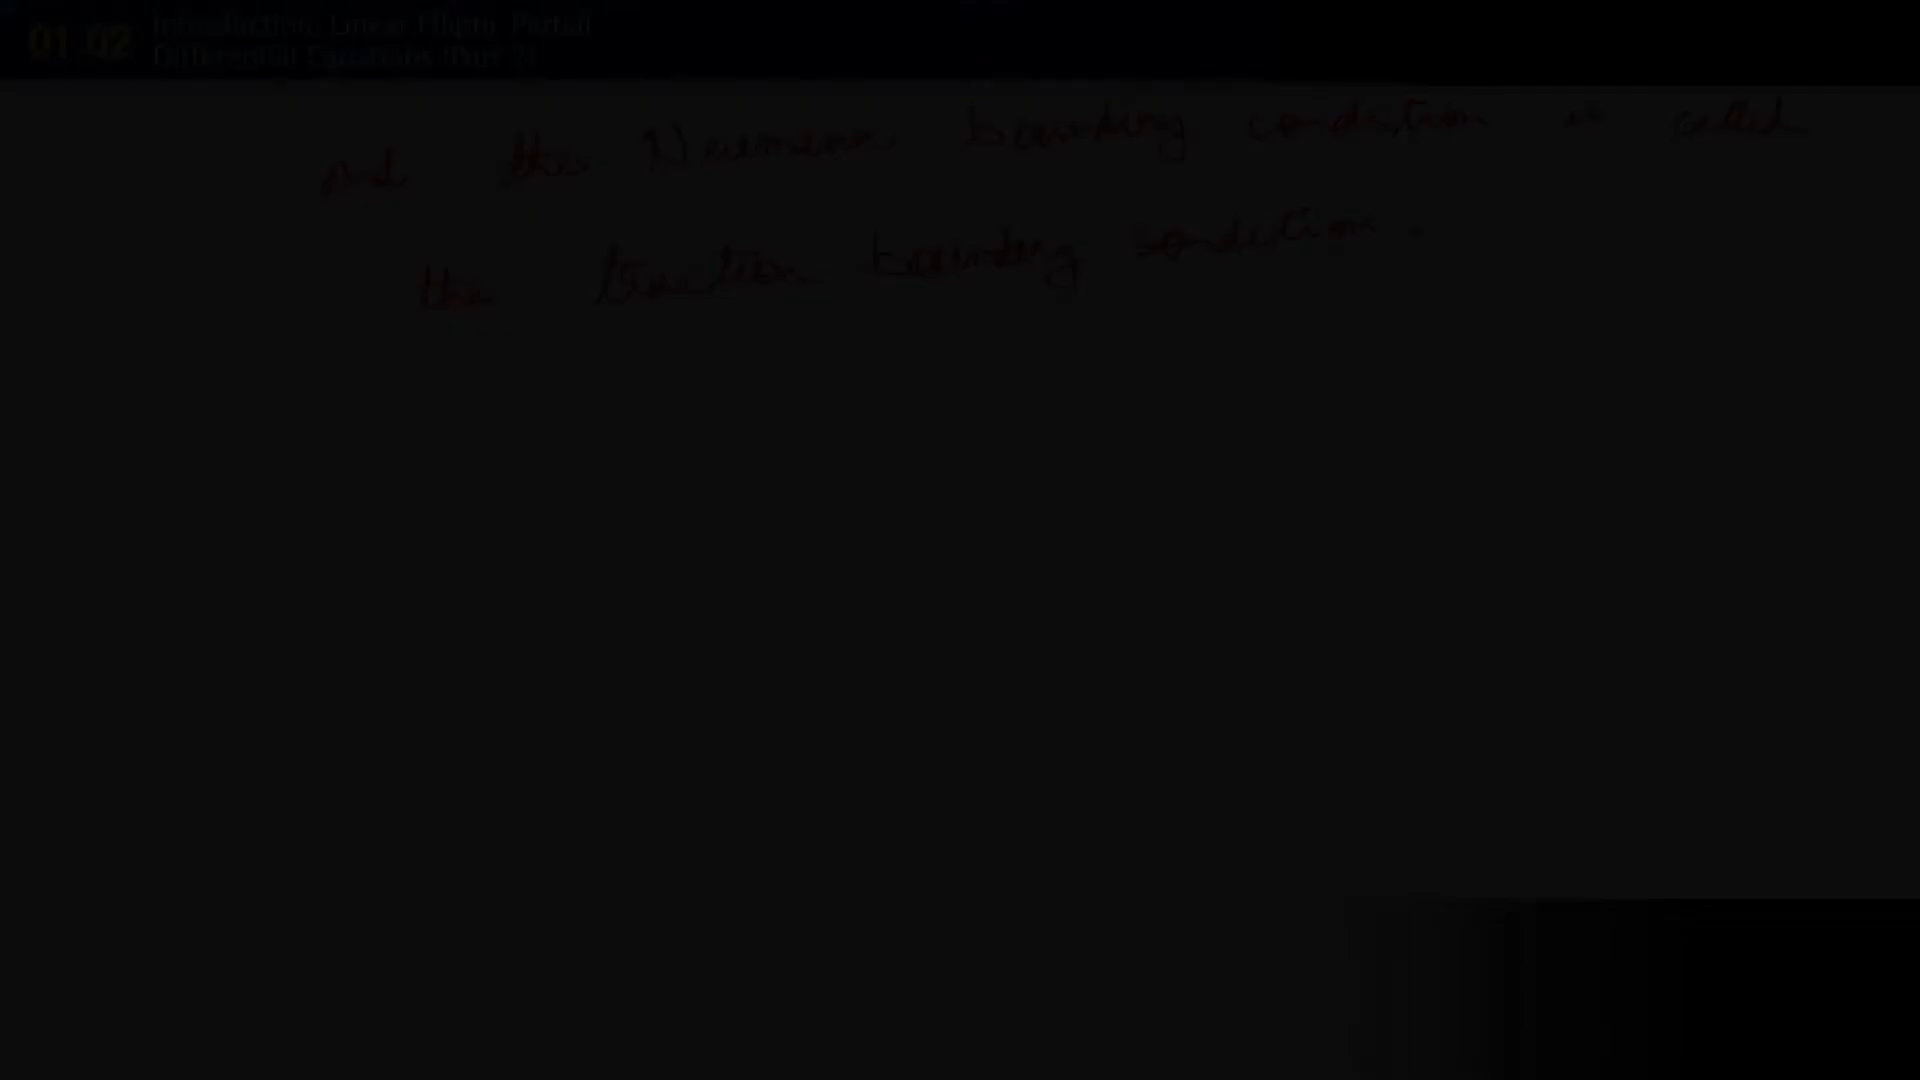 01.02
Introduction. Linear Elliptic Partial
Differential Equations (Part 2)
and the Neumann boundary condition is called
the traction boundary condition.